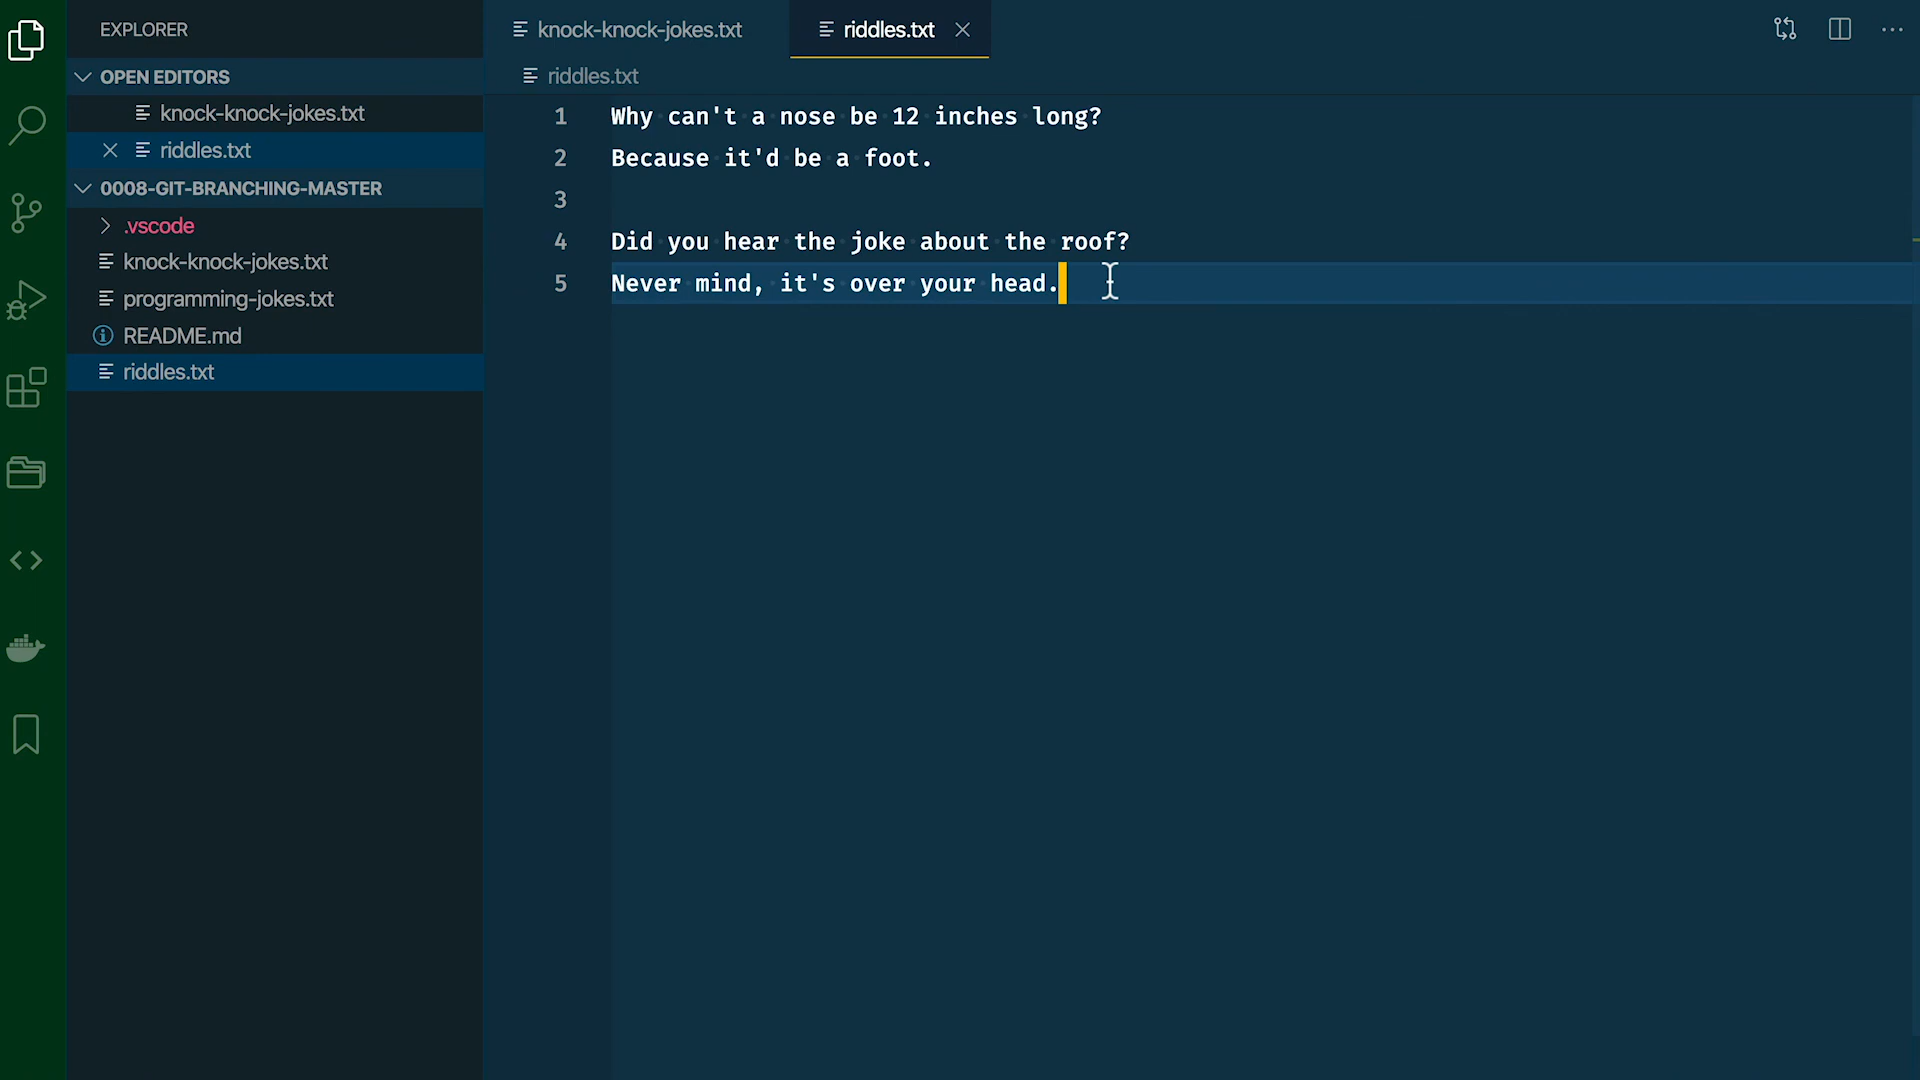 EXPLORER
OPEN EDITORS
knock-knock-jokes.txt
riddles.txt
0008-GIT-BRANCHING-MASTER
.vscode
knock-knock-jokes.txt
programming-jokes.txt
README.md
riddles.txt
knock-knock-jokes.txt
riddles.txt
riddles.txt
1 Why can't a nose be 12 inches long?
2 Because it'd be a foot.
3
4 Did you hear the joke about the roof?
5 Never mind, it's over your head.